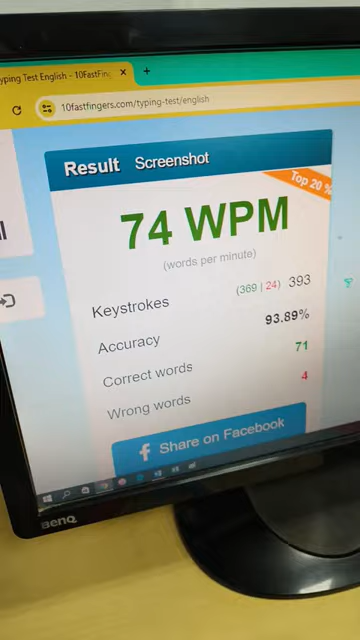 yping Test English - 10FastFin
10fastfingers.com/typing-test/english
Result Screenshot
Top 20 %
74 WPM
(words per minute)
Keystrokes (369 | 24) 393
Accuracy 93.89%
Correct words 71
Wrong words 4
Share on Facebook
BenQ